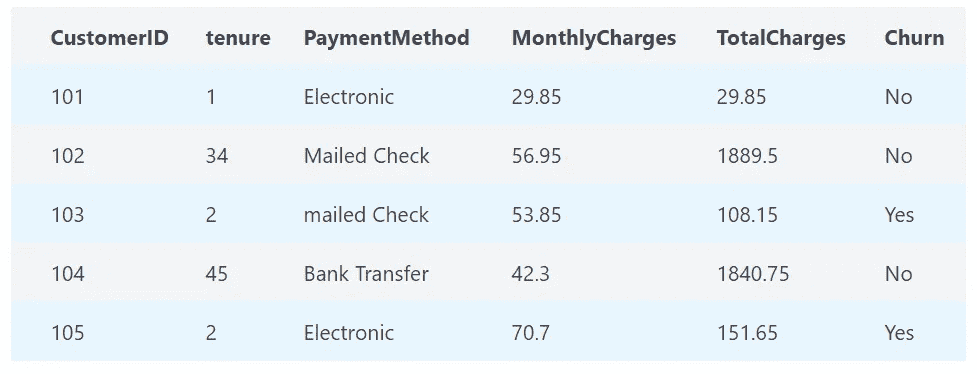 CustomerID tenure PaymentMethod MonthlyCharges TotalCharges Churn
101 1 Electronic 29.85 29.85 No
102 34 Mailed Check 56.95 1889.5 No
103 2 mailed Check 53.85 108.15 Yes
104 45 Bank Transfer 42.3 1840.75 No
105 2 Electronic 70.7 151.65 Yes